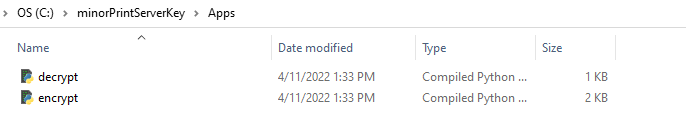 OS (C:) > minorPrintServerKey > Apps
Name Date modified Type Size
decrypt 4/11/2022 1:33 PM Compiled Python ... 1 KB
encrypt 4/11/2022 1:33 PM Compiled Python ... 2 KB